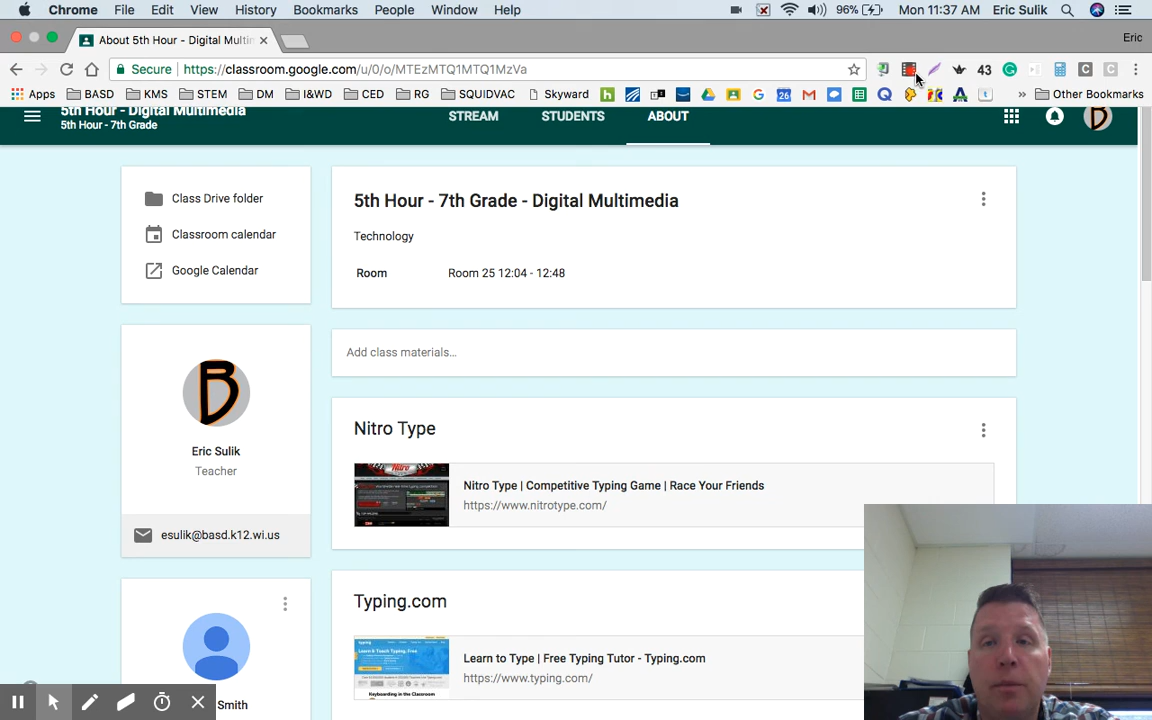 Chrome File Edit View History Bookmarks People Window Help 96% Mon 11:37 AM Eric Sulik
About 5th Hour - Digital Multim Eric
Secure https://classroom.google.com/u/0/o/MTEzMTQ1MTQ1MzVa 43
Apps BASD KMS STEM DM I&WD CED RG SQUIDVAC Skyward Other Bookmarks
5th Hour - Digital Multimedia
5th Hour - 7th Grade
STREAM STUDENTS ABOUT
Class Drive folder
Classroom calendar
Google Calendar
5th Hour - 7th Grade - Digital Multimedia
Technology
Room Room 25 12:04 - 12:48
Add class materials...
Eric Sulik
Teacher
esulik@basd.k12.wi.us
Nitro Type
Nitro Type | Competitive Typing Game | Race Your Friends
https://www.nitrotype.com/
Typing.com
Learn to Type | Free Typing Tutor - Typing.com
https://www.typing.com/
Smith